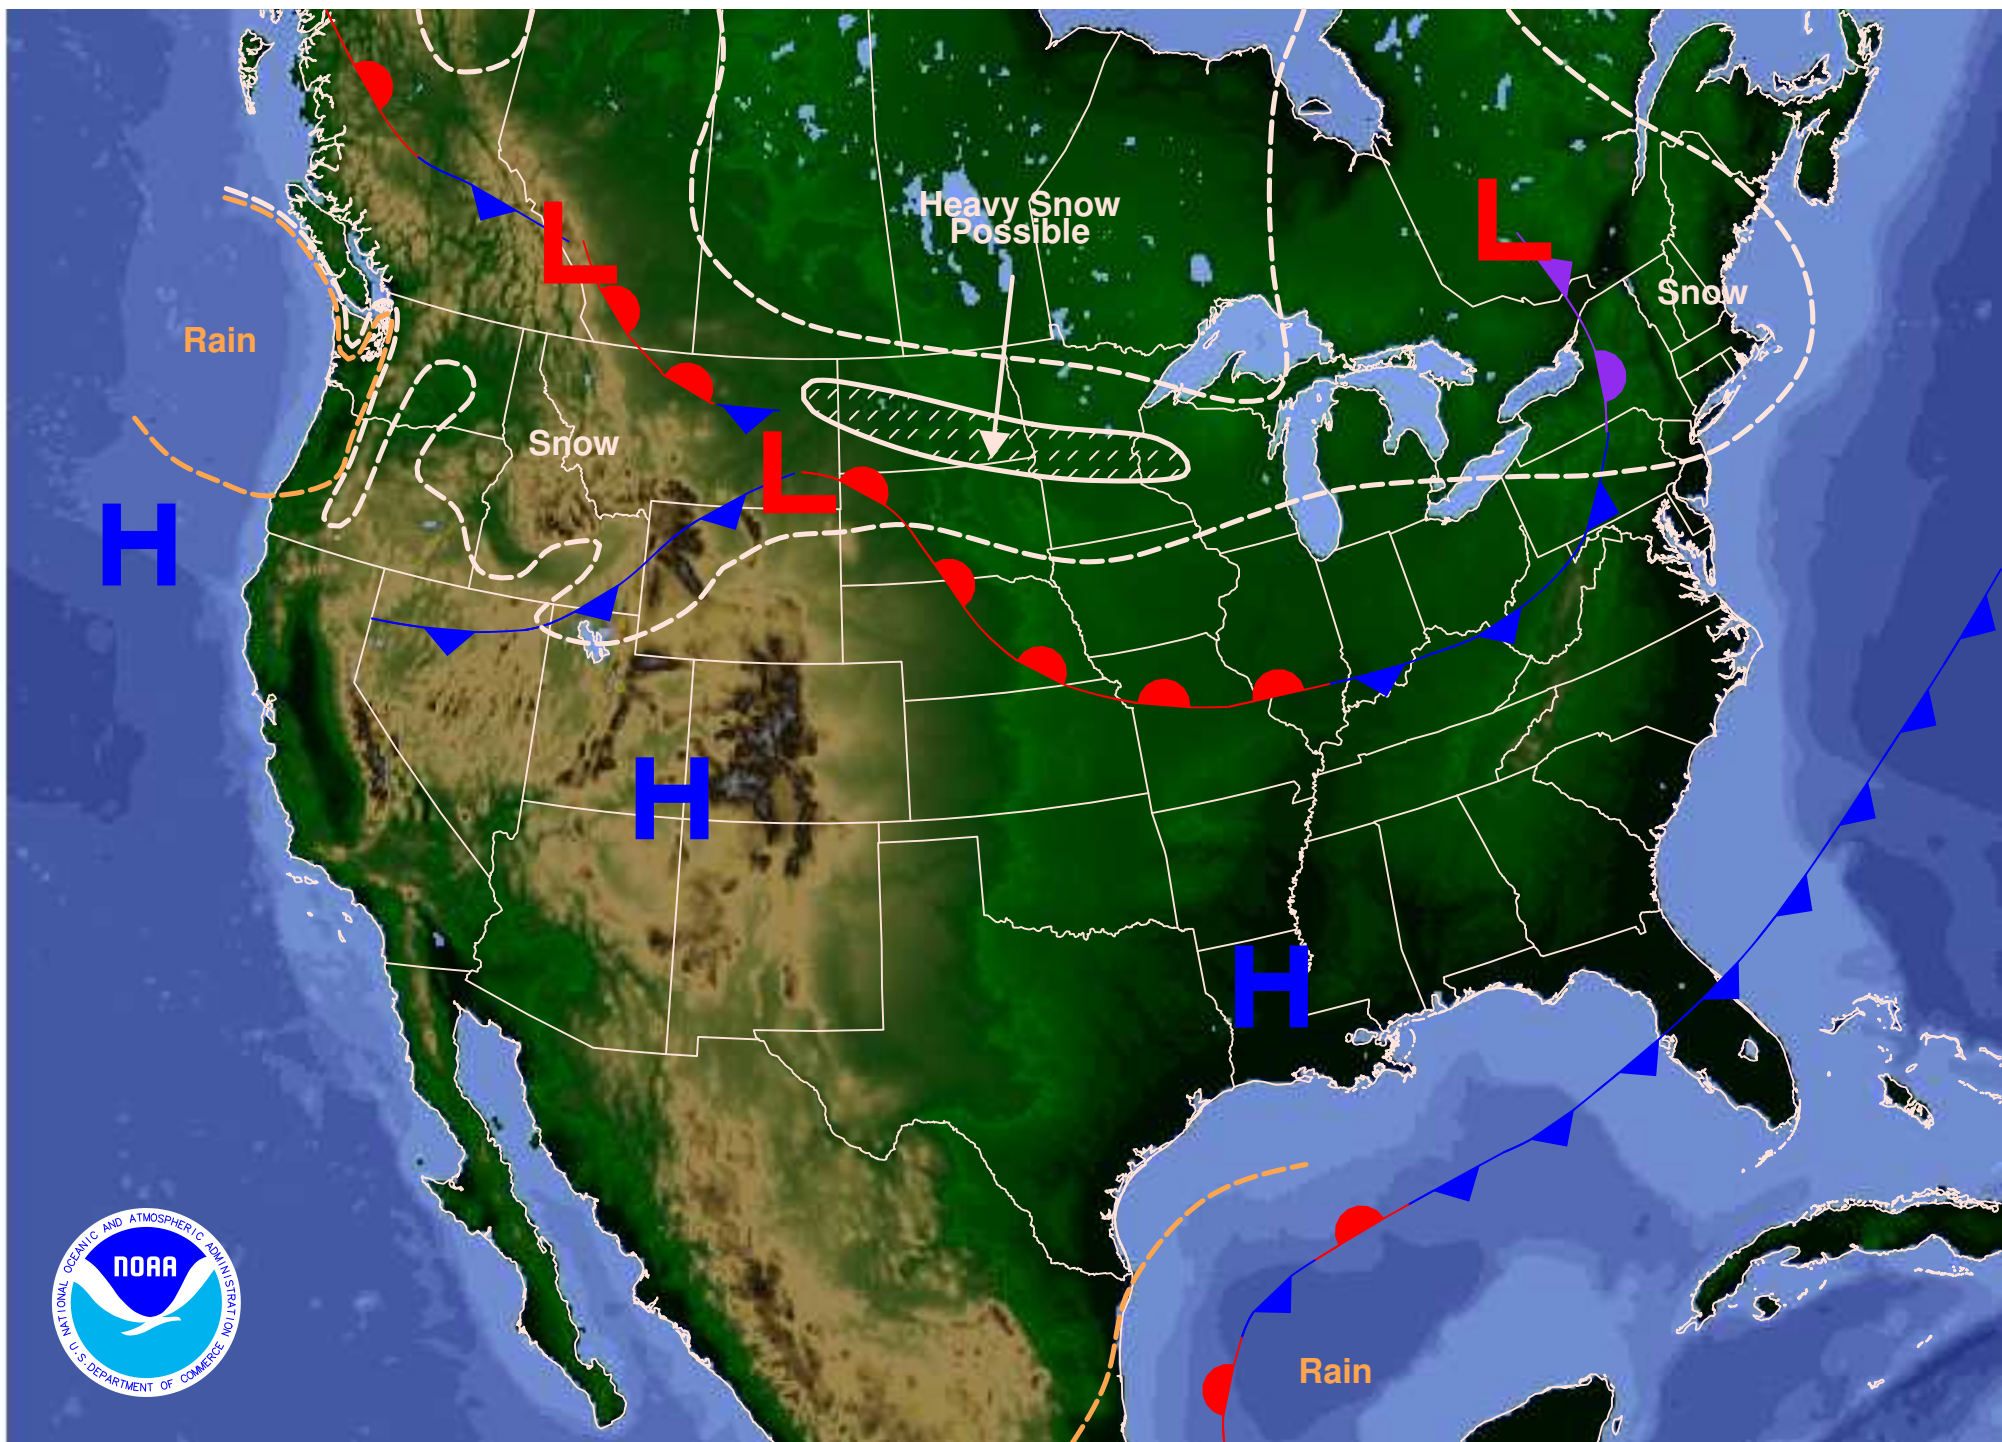 L
L
Heavy Snow
Possible
Snow
Rain
Snow
L
H
H
H
Rain
NATIONAL OCEANIC AND ATMOSPHERIC ADMINISTRATION
NOAA
U.S. DEPARTMENT OF COMMERCE